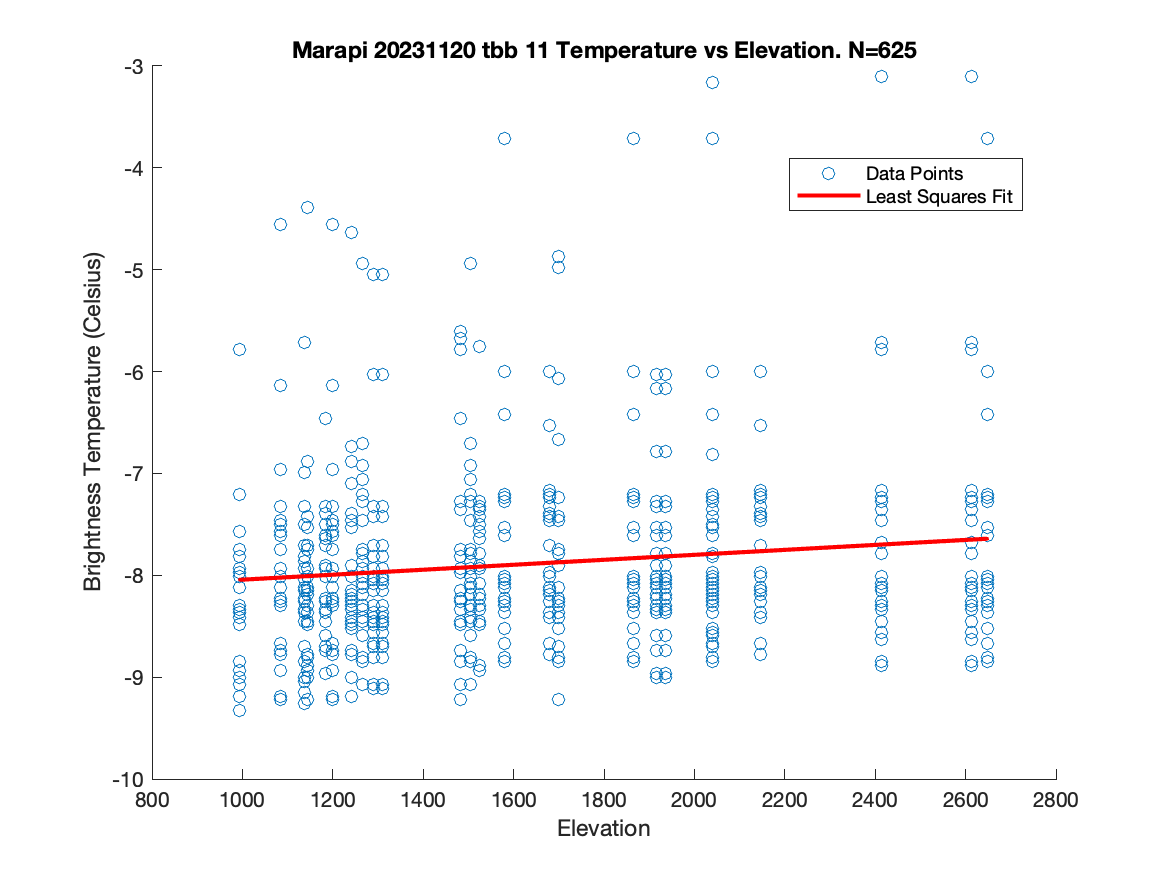 Marapi 20231120 tbb 11 Temperature vs Elevation. N=625
-3
-4
-5
-6
-7
-8
-9
-10
Brightness Temperature (Celsius)
Data Points
Least Squares Fit
800 1000 1200 1400 1600 1800 2000 2200 2400 2600 2800
Elevation